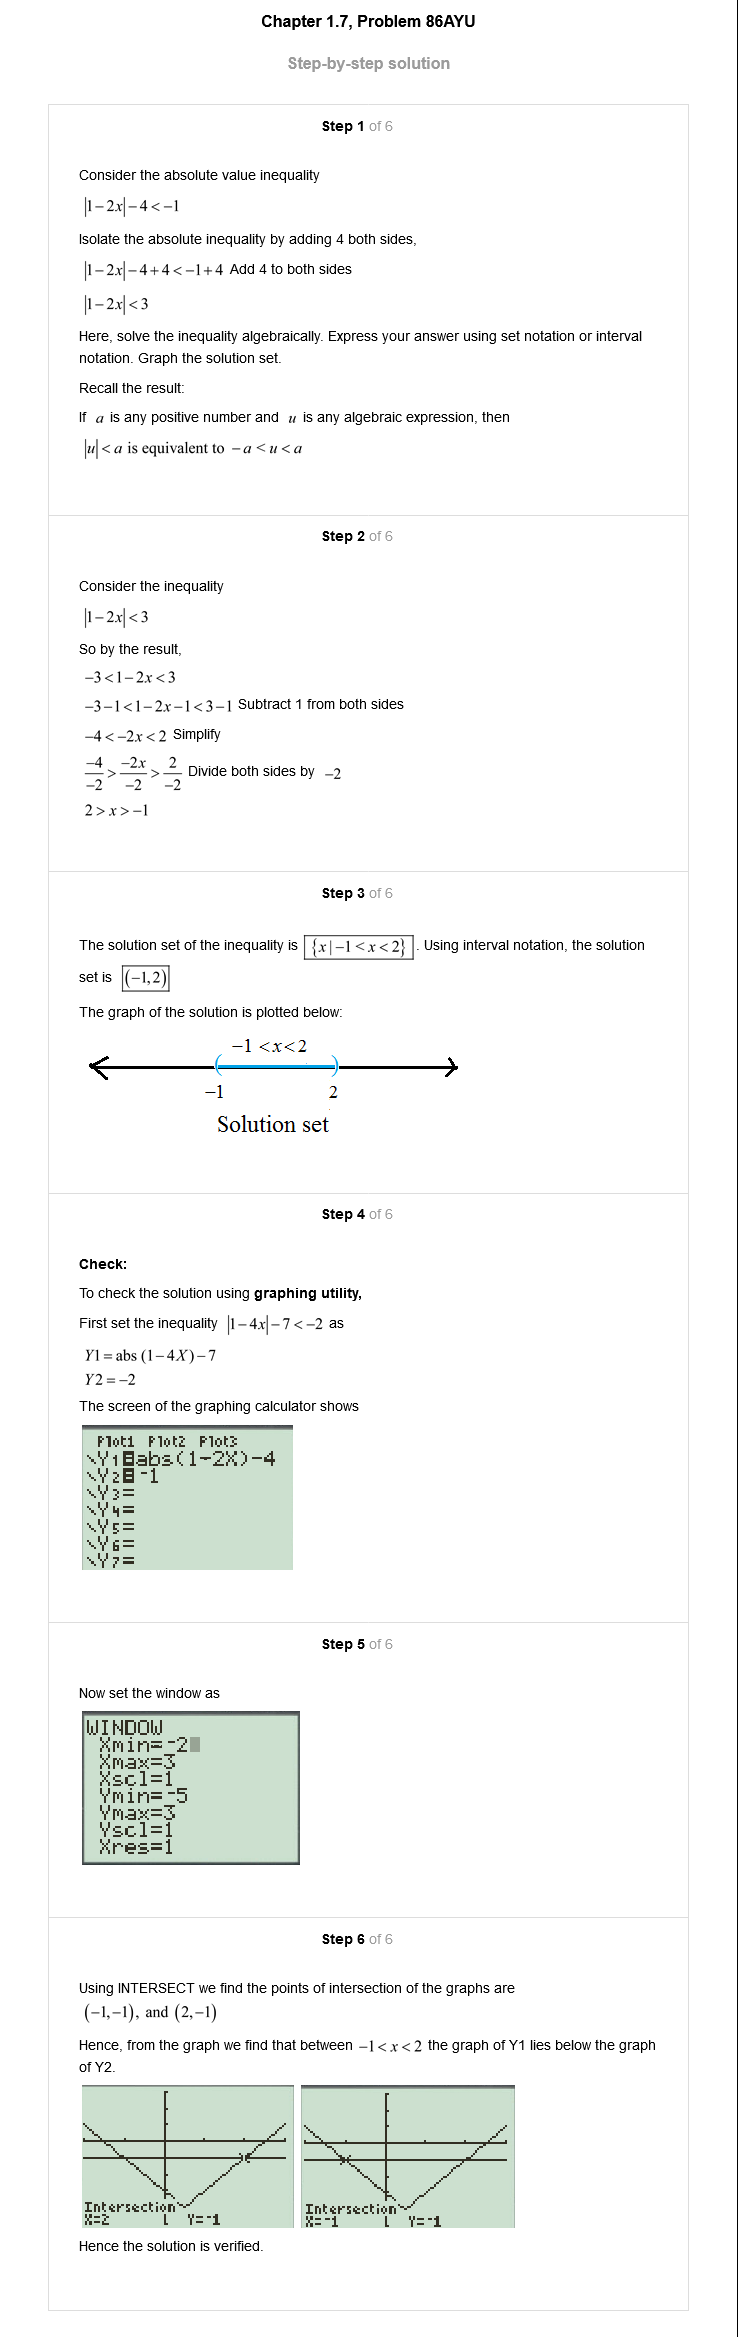 Chapter 1.7, Problem 86AYU
Step-by-step solution
Step 1 of 6
Consider the absolute value inequality
|1−2x|−4<−1
Isolate the absolute inequality by adding 4 both sides,
|1−2x|−4+4<−1+4 Add 4 to both sides
|1−2x|<3
Here, solve the inequality algebraically. Express your answer using set notation or interval
notation. Graph the solution set.
Recall the result:
If a is any positive number and u is any algebraic expression, then
|u|<a is equivalent to −a<u<a
Step 2 of 6
Consider the inequality
|1−2x|<3
So by the result,
−3<1−2x<3
−3−1<1−2x−1<3−1 Subtract 1 from both sides
−4<−2x<2 Simplify
−4/−2 > −2x/−2 > 2/−2 Divide both sides by −2
2>x>−1
Step 3 of 6
The solution set of the inequality is {x|−1<x<2}. Using interval notation, the solution
set is (−1,2)
The graph of the solution is plotted below:
−1 <x<2
−1 2
Solution set
Step 4 of 6
Check:
To check the solution using graphing utility,
First set the inequality |1−4x|−7<−2 as
Y1=abs (1−4X)−7
Y2=−2
The screen of the graphing calculator shows
Plot1 Plot2 Plot3
\Y1=abs(1-2X)-4
\Y2=-1
\Y3=
\Y4=
\Y5=
\Y6=
\Y7=
Step 5 of 6
Now set the window as
WINDOW
Xmin=-2
Xmax=3
Xscl=1
Ymin=-5
Ymax=3
Yscl=1
Xres=1
Step 6 of 6
Using INTERSECT we find the points of intersection of the graphs are
(−1,−1), and (2,−1)
Hence, from the graph we find that between −1<x<2 the graph of Y1 lies below the graph
of Y2.
Intersection
X=2 Y=-1
Intersection
X=-1 Y=-1
Hence the solution is verified.